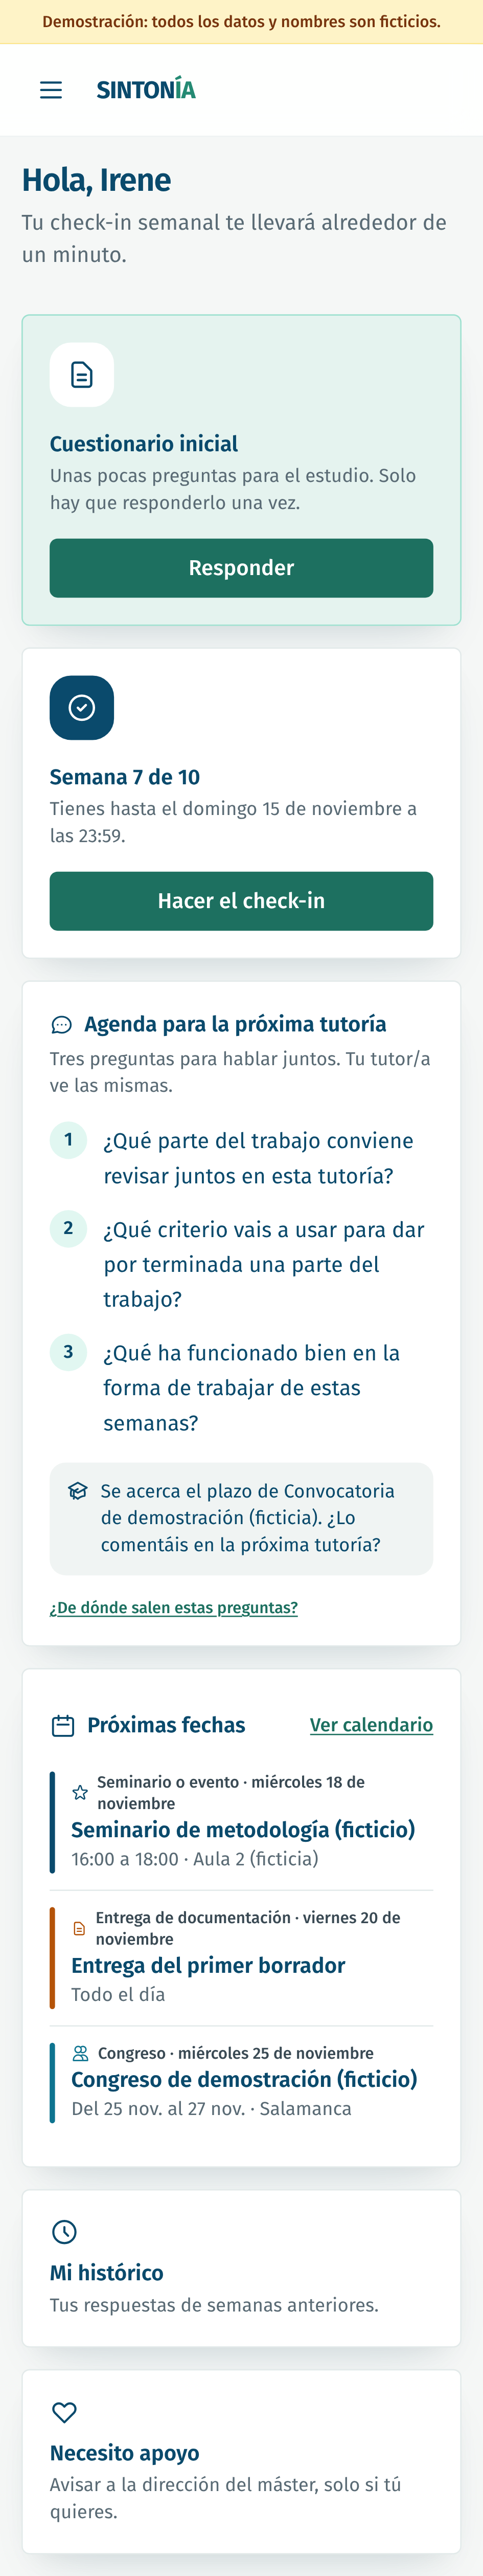 Demostración: todos los datos y nombres son ficticios.
SINTONÍA
Hola, Irene
Tu check-in semanal te llevará alrededor de
un minuto.
Cuestionario inicial
Unas pocas preguntas para el estudio. Solo
hay que responderlo una vez.
Responder
Semana 7 de 10
Tienes hasta el domingo 15 de noviembre a
las 23:59.
Hacer el check-in
Agenda para la próxima tutoría
Tres preguntas para hablar juntos. Tu tutor/a
ve las mismas.
1 ¿Qué parte del trabajo conviene
revisar juntos en esta tutoría?
2 ¿Qué criterio vais a usar para dar
por terminada una parte del
trabajo?
3 ¿Qué ha funcionado bien en la
forma de trabajar de estas
semanas?
Se acerca el plazo de Convocatoria
de demostración (ficticia). ¿Lo
comentáis en la próxima tutoría?
¿De dónde salen estas preguntas?
Próximas fechas Ver calendario
Seminario o evento · miércoles 18 de
noviembre
Seminario de metodología (ficticio)
16:00 a 18:00 · Aula 2 (ficticia)
Entrega de documentación · viernes 20 de
noviembre
Entrega del primer borrador
Todo el día
Congreso · miércoles 25 de noviembre
Congreso de demostración (ficticio)
Del 25 nov. al 27 nov. · Salamanca
Mi histórico
Tus respuestas de semanas anteriores.
Necesito apoyo
Avisar a la dirección del máster, solo si tú
quieres.